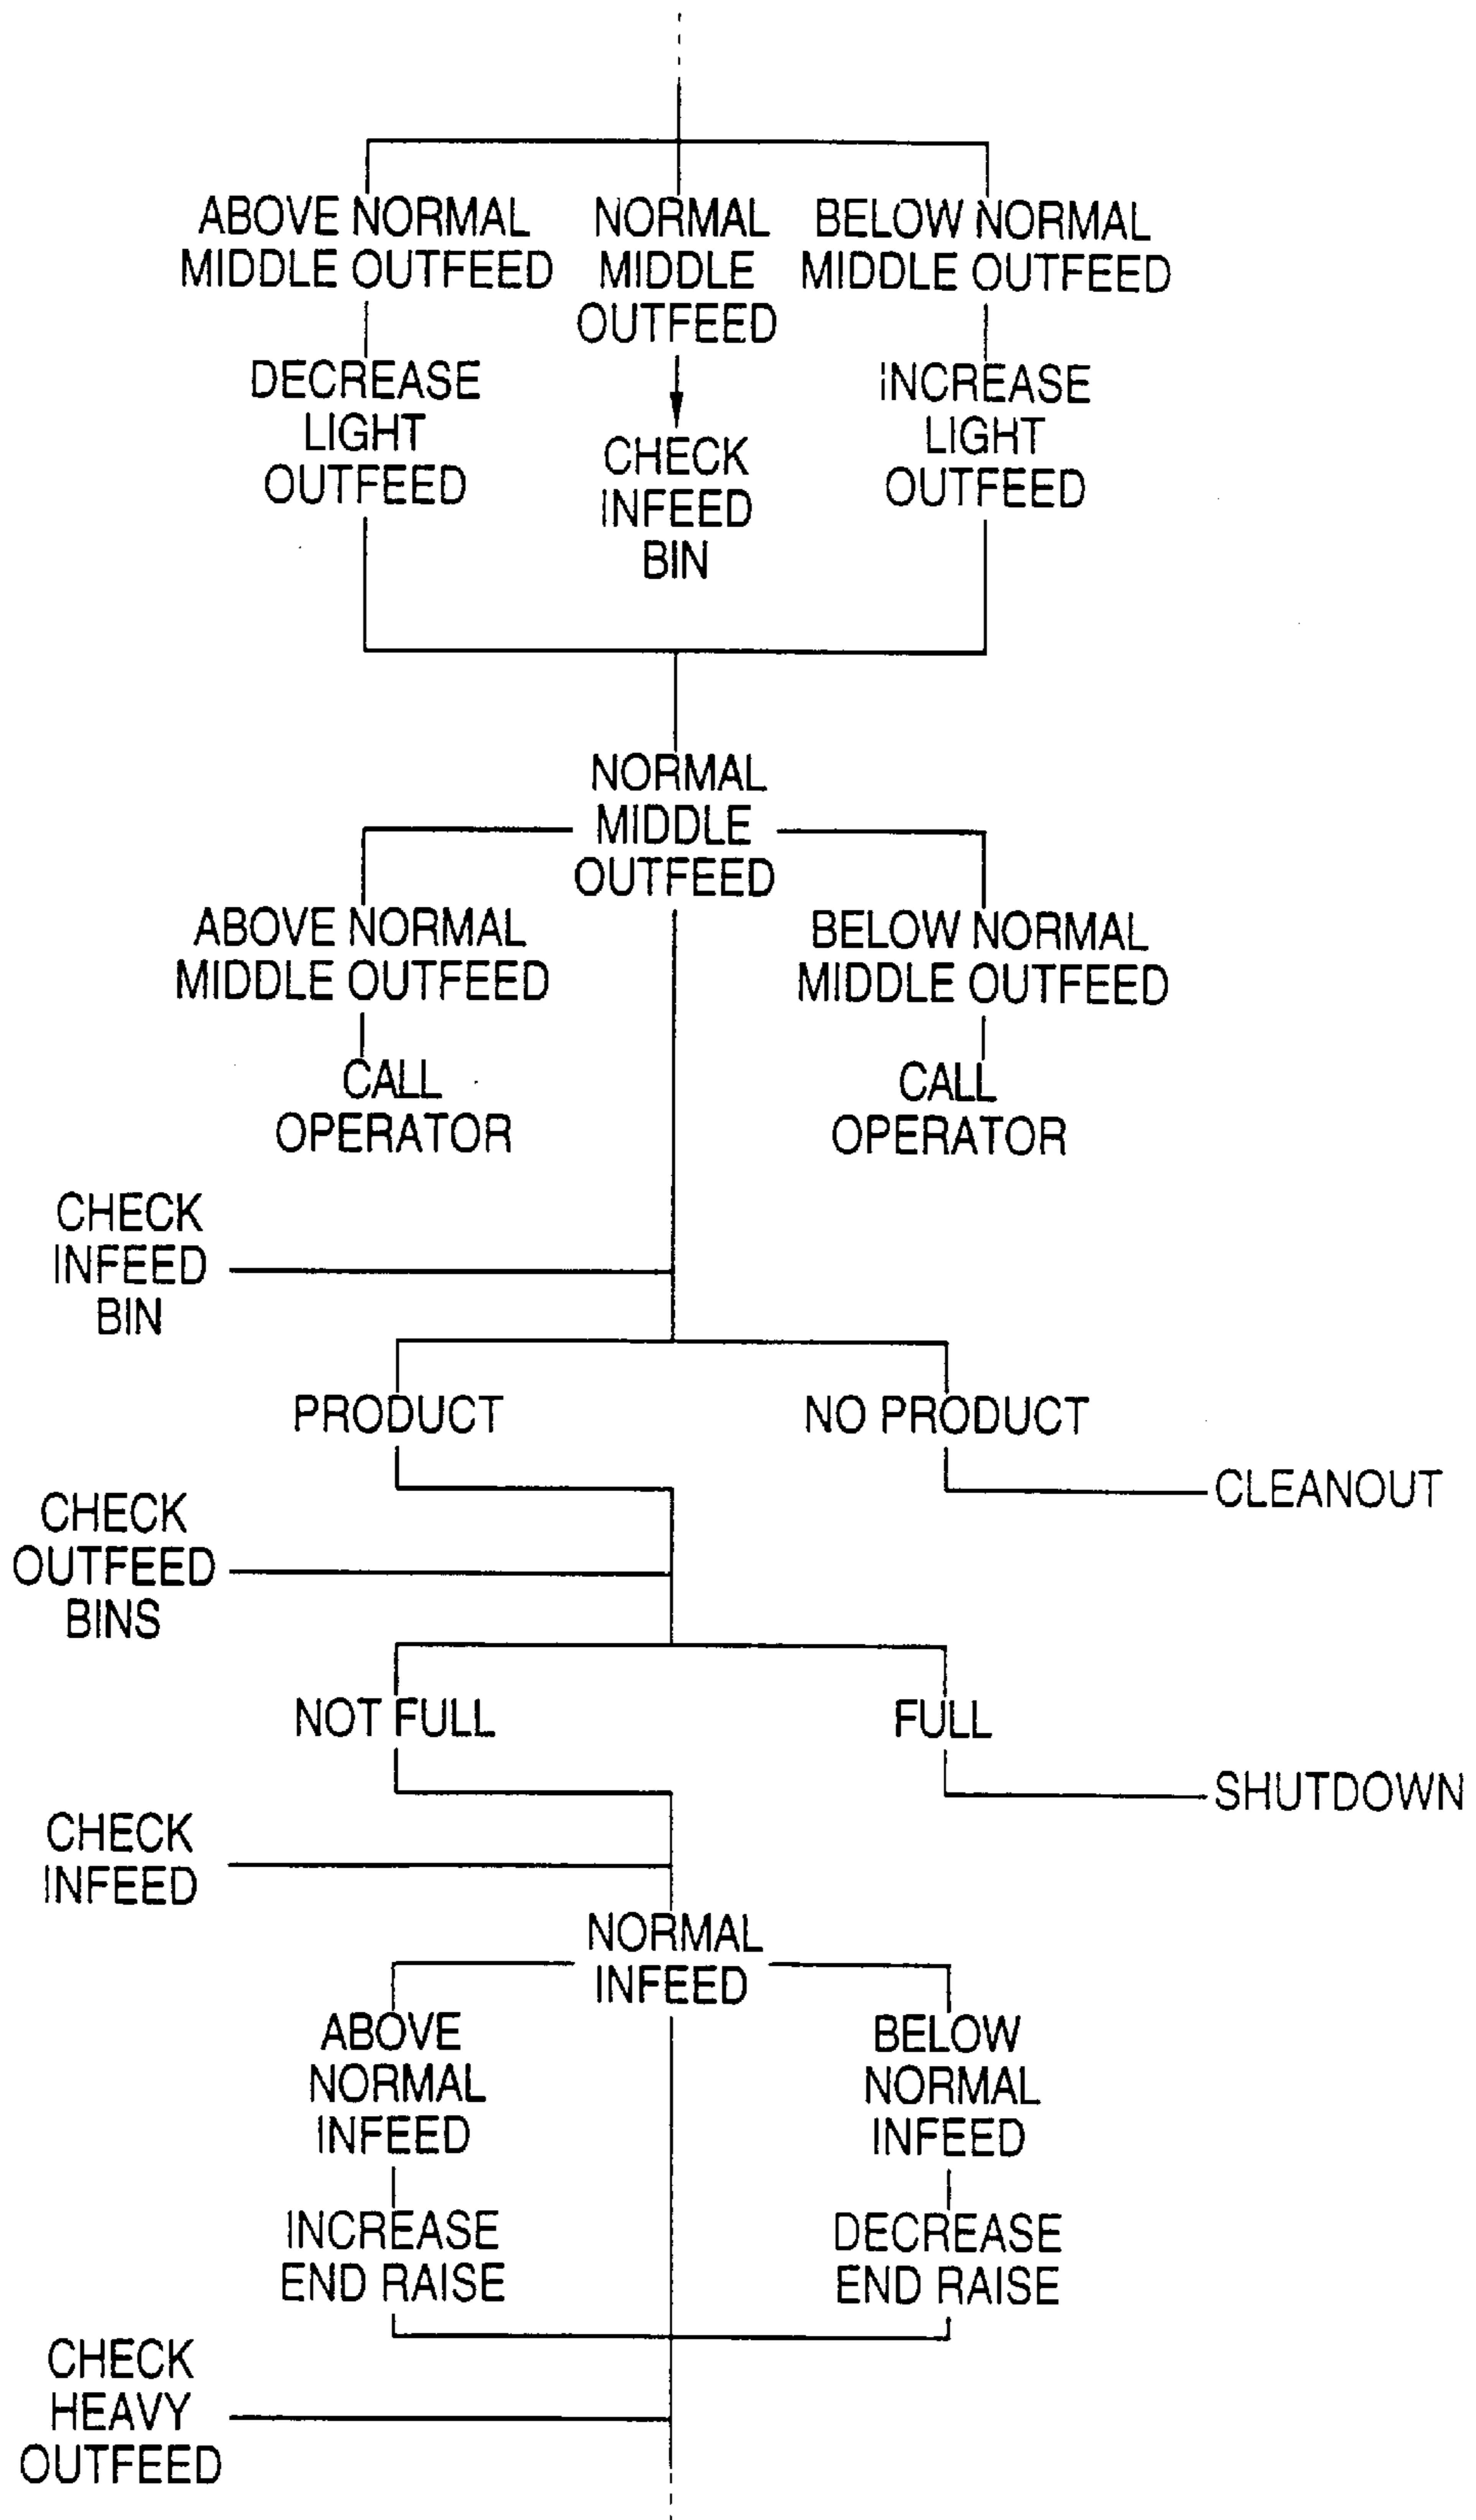 ABOVE NORMAL
MIDDLE OUTFEED
NORMAL
MIDDLE
OUTFEED
BELOW NORMAL
MIDDLE OUTFEED
DECREASE
LIGHT
OUTFEED
CHECK
INFEED
BIN
INCREASE
LIGHT
OUTFEED
NORMAL
MIDDLE
OUTFEED
ABOVE NORMAL
MIDDLE OUTFEED
BELOW NORMAL
MIDDLE OUTFEED
CALL
OPERATOR
CALL
OPERATOR
CHECK
INFEED
BIN
PRODUCT
NO PRODUCT
CLEANOUT
CHECK
OUTFEED
BINS
NOT FULL
FULL
SHUTDOWN
CHECK
INFEED
NORMAL
INFEED
ABOVE
NORMAL
INFEED
BELOW
NORMAL
INFEED
INCREASE
END RAISE
DECREASE
END RAISE
CHECK
HEAVY
OUTFEED